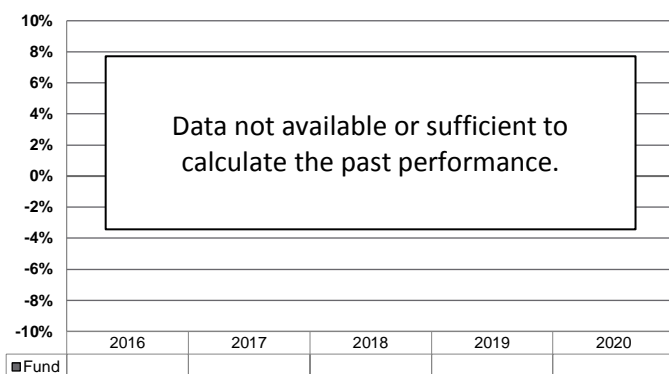 10%
8%
6%
4%
2%
0%
-2%
-4%
-6%
-8%
-10%
Data not available or sufficient to
calculate the past performance.
2016 2017 2018 2019 2020
Fund